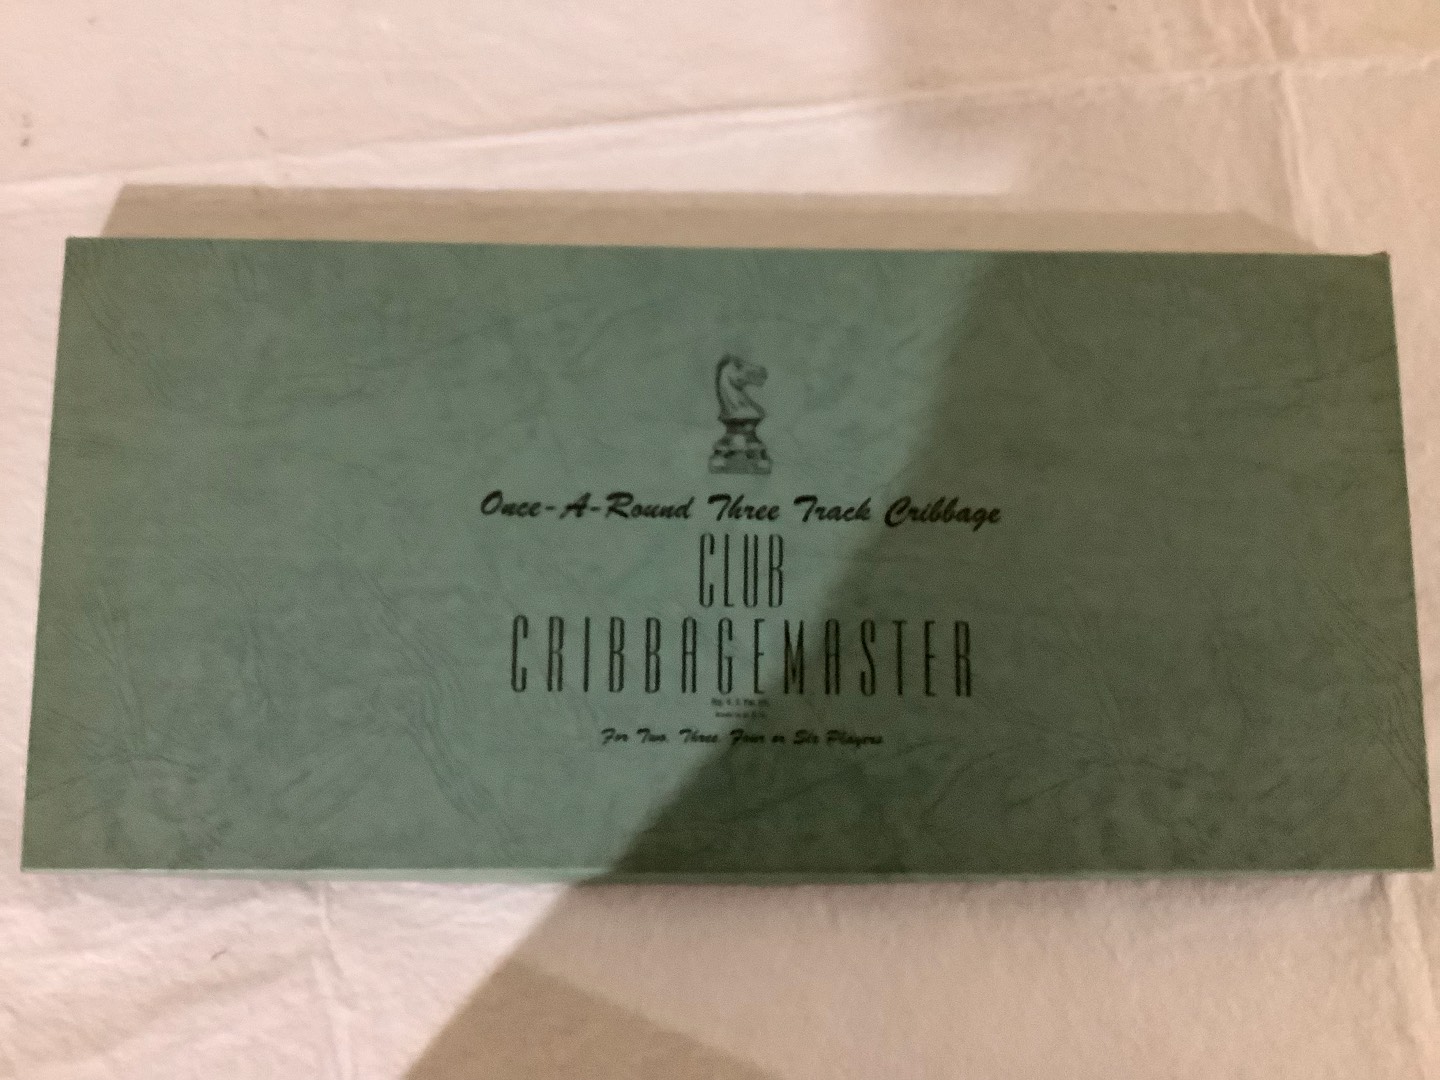 Once-A-Round Three Track Cribbage
CLUB
CRIBBAGEMASTER
For Two, Three, Four or Six Players